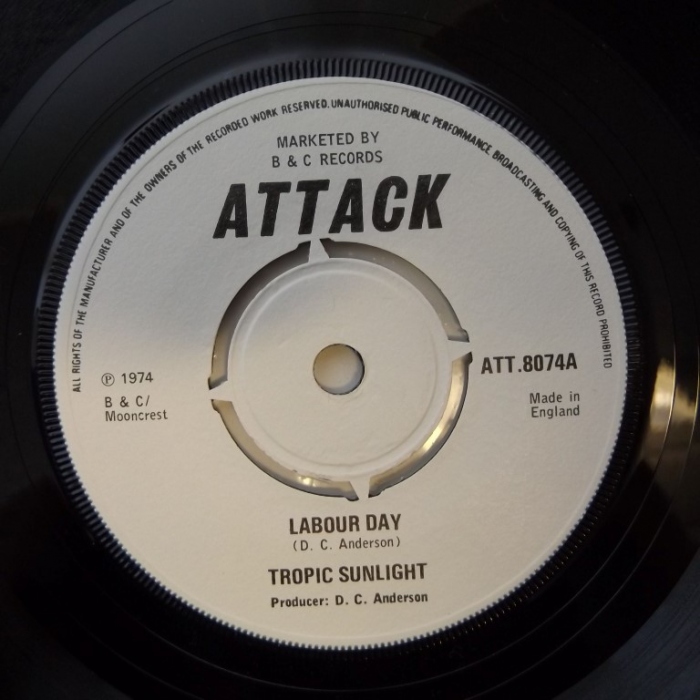 ALL RIGHTS OF THE MANUFACTURER AND OF THE OWNERS OF THE RECORDED WORK RESERVED. UNAUTHORISED PUBLIC PERFORMANCE, BROADCASTING AND COPYING OF THIS RECORD PROHIBITED
MARKETED BY
B & C RECORDS
ATTACK
ATT.8074A
℗ 1974
B & C/
Mooncrest
Made in
England
LABOUR DAY
(D. C. Anderson)
TROPIC SUNLIGHT
Producer: D. C. Anderson